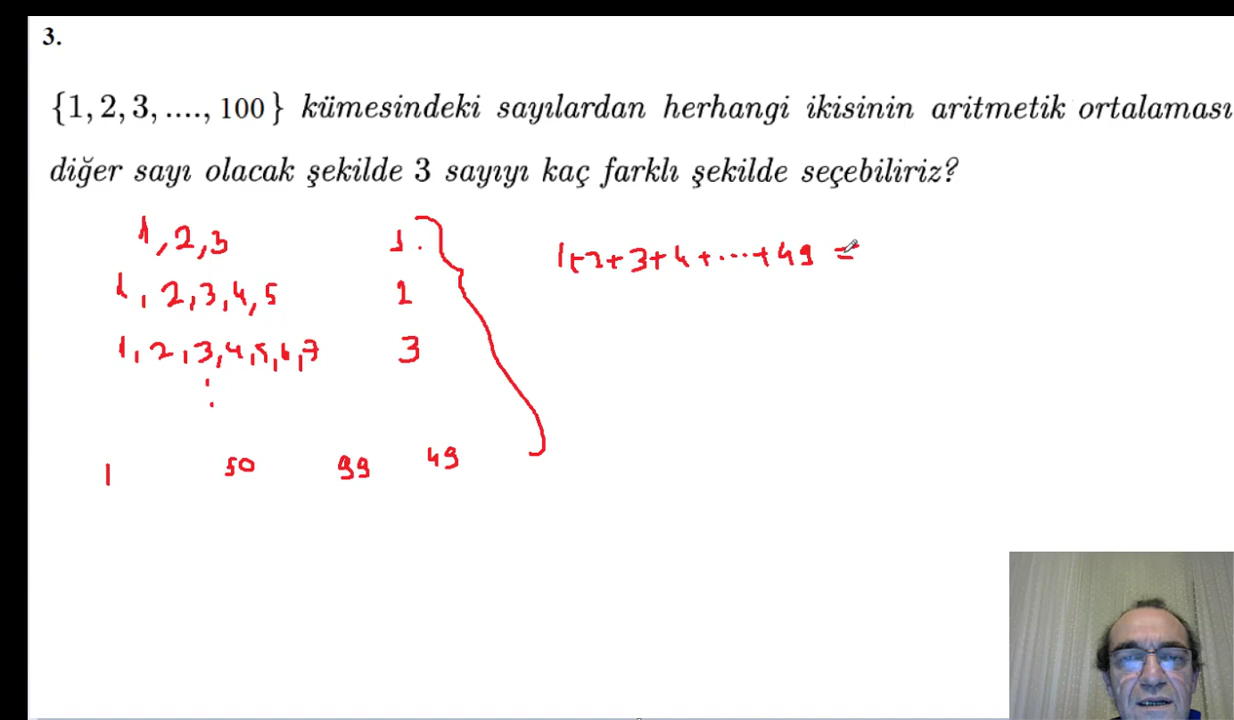 3.
{1, 2, 3, ...., 100} kümesindeki sayılardan herhangi ikisinin aritmetik ortalaması
diğer sayı olacak şekilde 3 sayıyı kaç farklı şekilde seçebiliriz?
1, 2, 3 1.
1, 2, 3, 4, 5 2
1, 2, 3, 4, 5, 6, 7 3
1 50 99 49
1+2+3+4+...+49 =